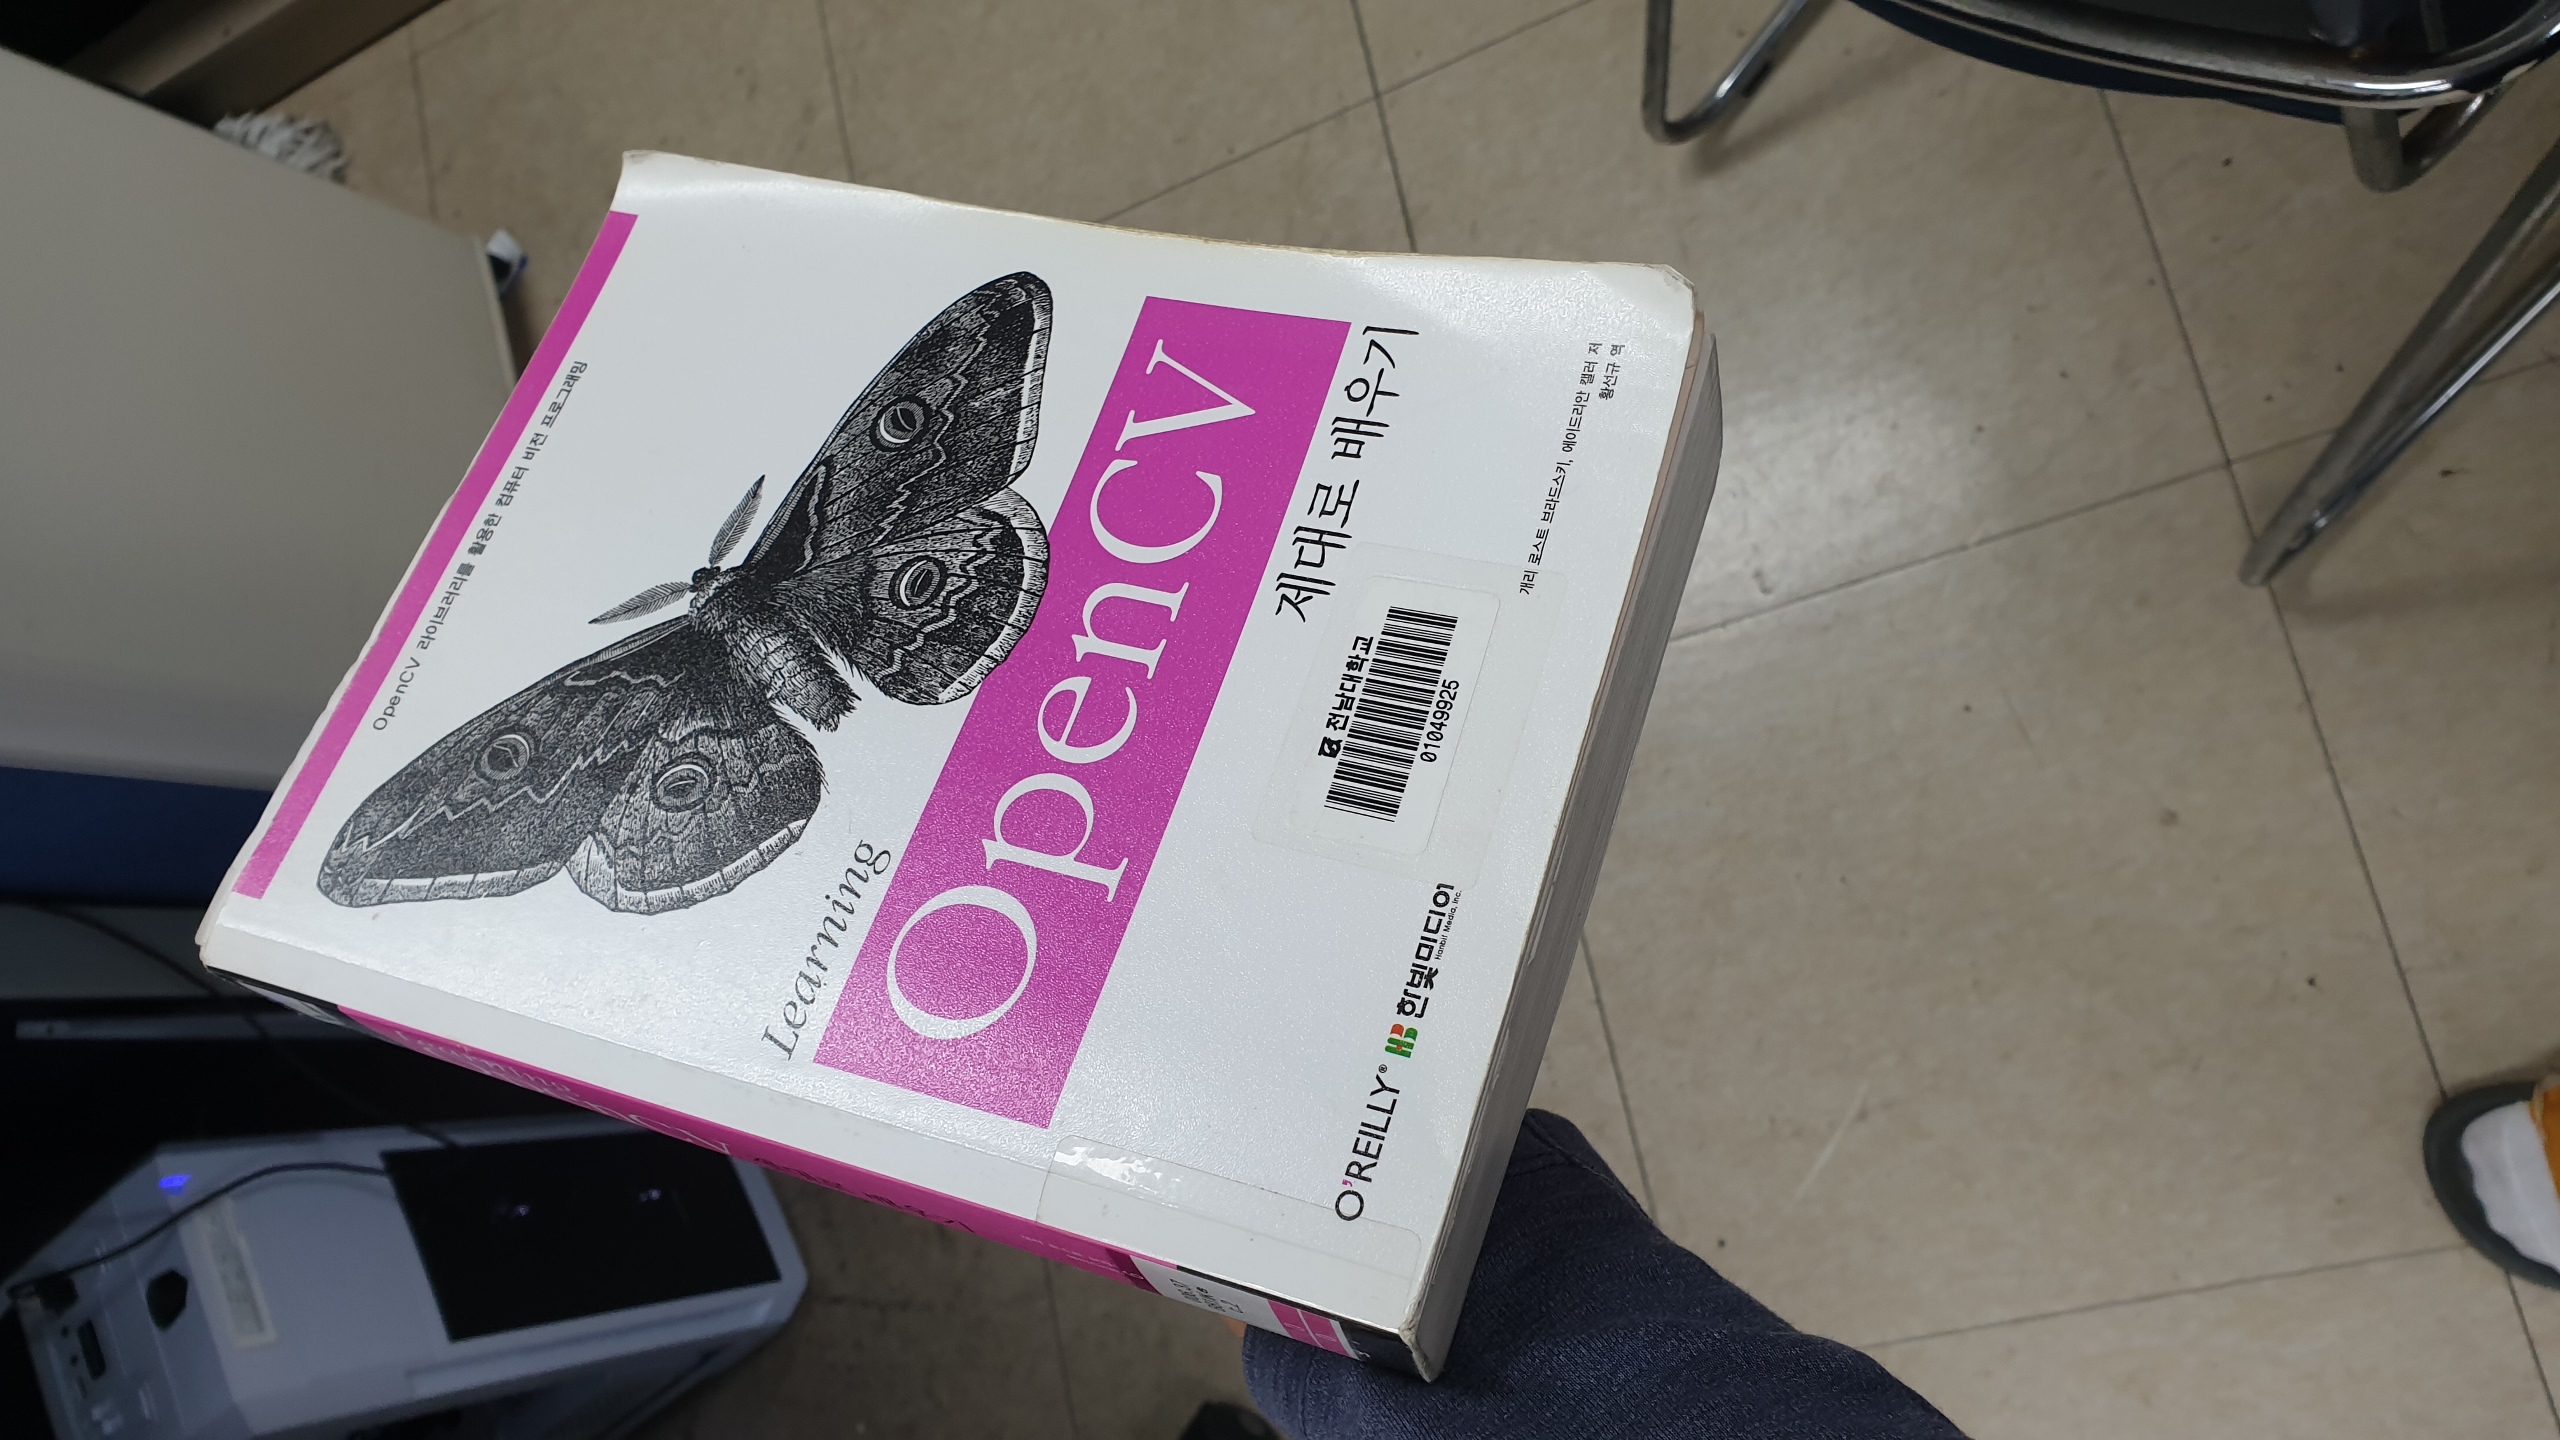 OpenCV 라이브러리를 활용한 컴퓨터 비전 프로그래밍
Learning
OpenCV
제대로 배우기
전남대학교
01049925
O'REILLY®
HB 한빛미디어
Hanbit Media, Inc.
개리 로스트 브라드스키, 에이드리안 캘러 저
황선규 역
006.37
c.2